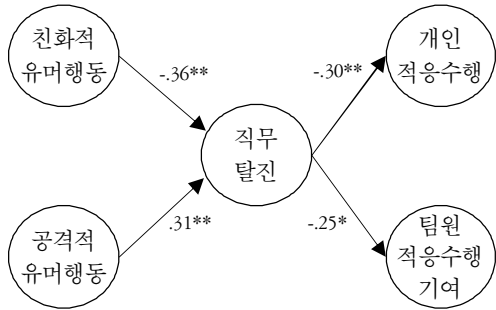 친화적
유머행동
개인
적응수행
-.36**
-.30**
직무
탈진
.31**
-.25*
공격적
유머행동
팀원
적응수행
기여